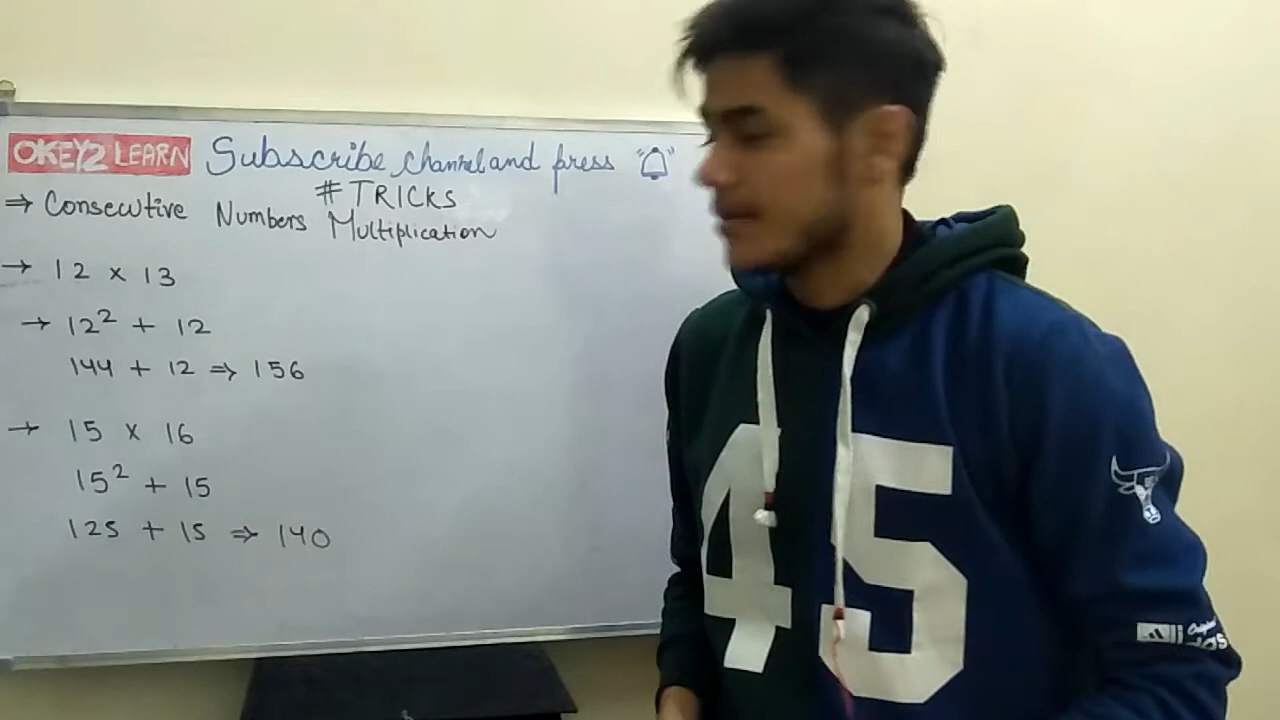 OKEY2 LEARN Subscribe channel and press
# TRICKS
⇒ Consecutive Numbers Multiplication
→ 12 x 13
→ 12² + 12
144 + 12 ⇒ 156
→ 15 x 16
15² + 15
125 + 15 ⇒ 140
45